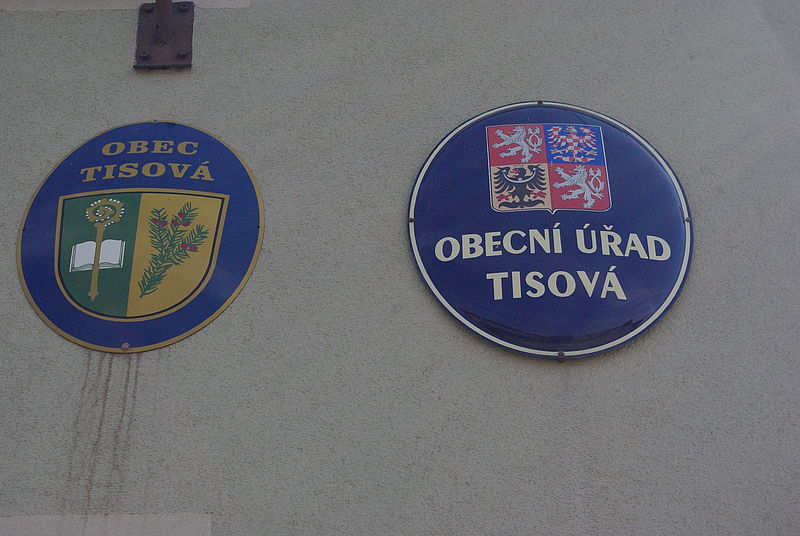 OBEC
TISOVÁ
OBECNÍ ÚŘAD
TISOVÁ